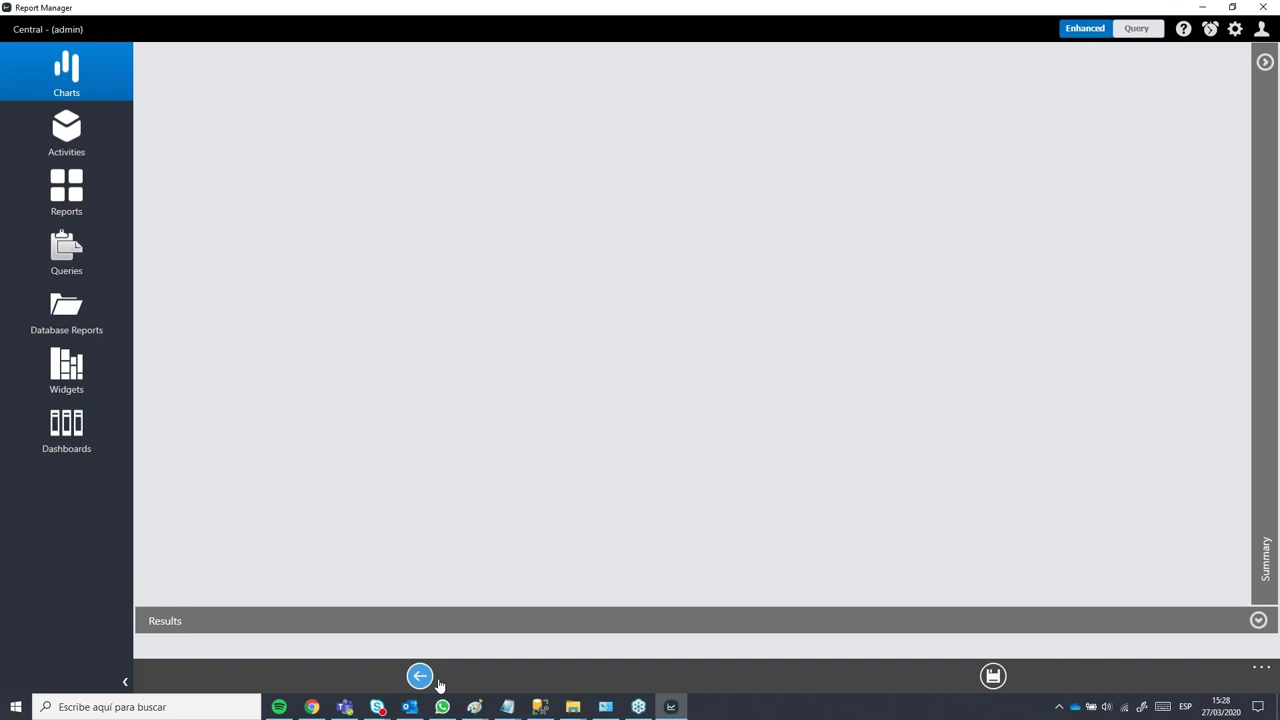 Report Manager
Central - (admin)
Enhanced
Query
Charts
Activities
Reports
Queries
Database Reports
Widgets
Dashboards
Summary
Results
Escribe aquí para buscar
ESP
15:28
27/03/2020